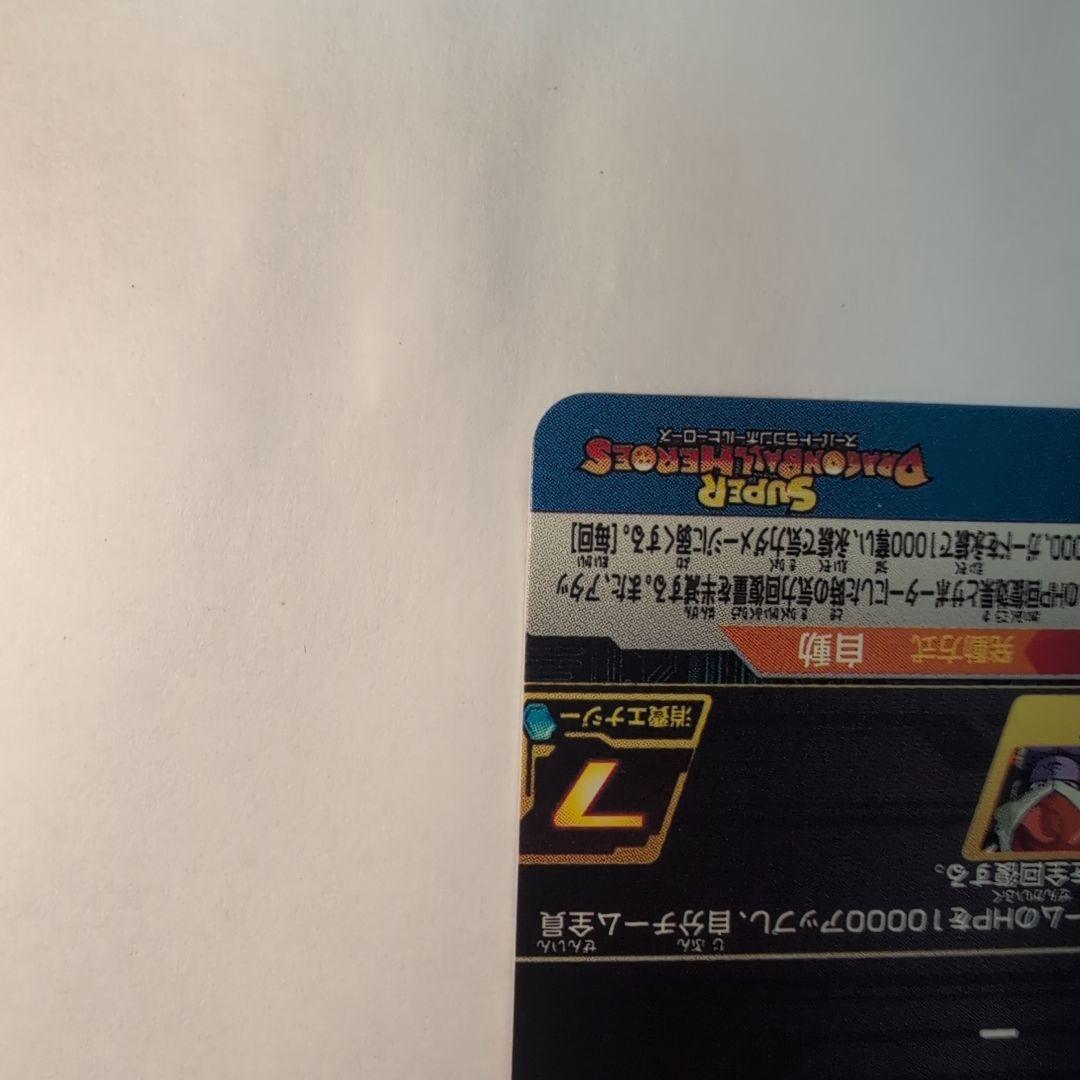 ームのHPを10000アップし、自分チーム全員
を全回復する。
7
消費エナジー
発動方式 自動
のHP回復効果とサポーターにした時の気力回復量を半減する。また、アタッ
000、ガードを永続で1000奪い、永続で気力ダメージに弱くする。[毎回]
SUPER
DRAGONBALL HEROES
スーパードラゴンボールヒーローズ